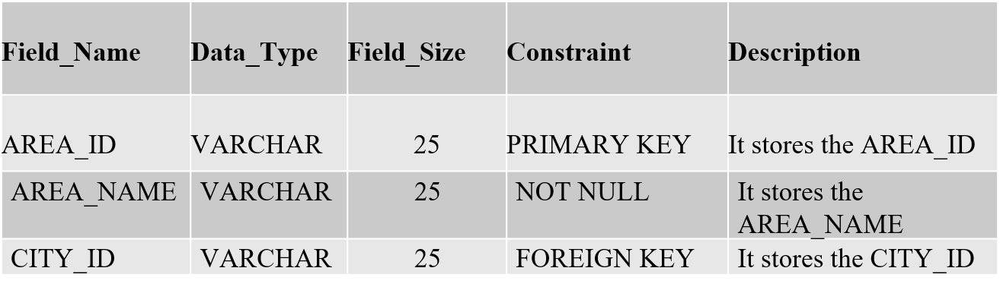 Field_Name Data_Type Field_Size Constraint Description
AREA_ID VARCHAR 25 PRIMARY KEY It stores the AREA_ID
AREA_NAME VARCHAR 25 NOT NULL It stores the
AREA_NAME
CITY_ID VARCHAR 25 FOREIGN KEY It stores the CITY_ID